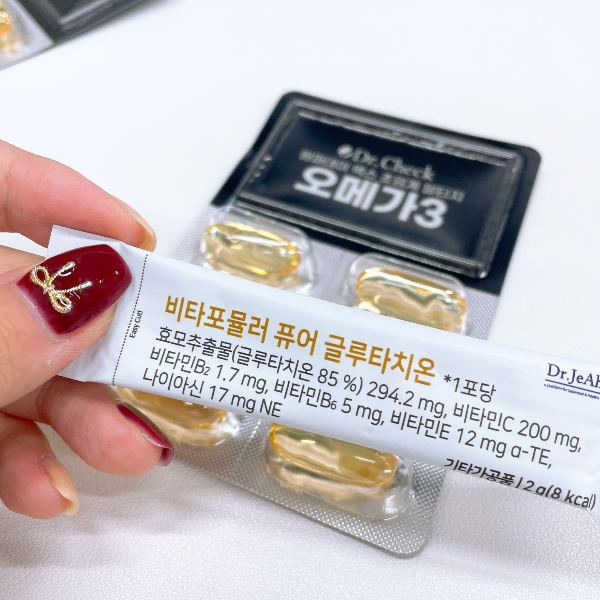 Dr.Check
오메가3
Easy Cut!
비타포뮬러 퓨어 글루타치온 *1포당
효모추출물(글루타치온 85 %) 294.2 mg, 비타민C 200 mg,
비타민B₂ 1.7 mg, 비타민B₆ 5 mg, 비타민E 12 mg α-TE,
나이아신 17 mg NE
Dr.JeAh
기타가공품 | 2 g(8 kcal)